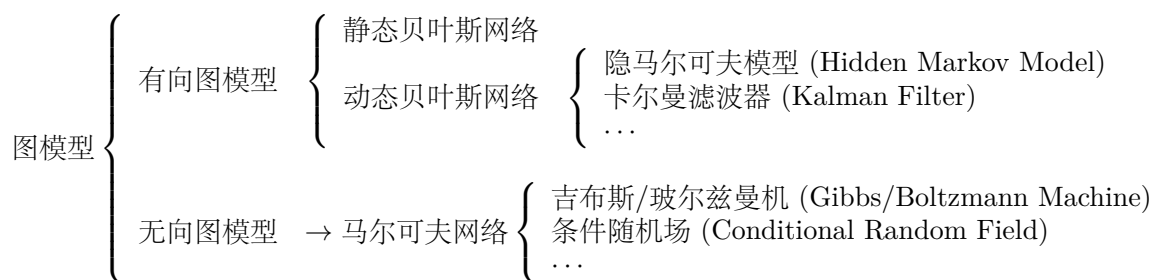 静态贝叶斯网络
隐马尔可夫模型 (Hidden Markov Model)
有向图模型
动态贝叶斯网络
卡尔曼滤波器 (Kalman Filter)
...
图模型
吉布斯/玻尔兹曼机 (Gibbs/Boltzmann Machine)
无向图模型 → 马尔可夫网络
条件随机场 (Conditional Random Field)
...